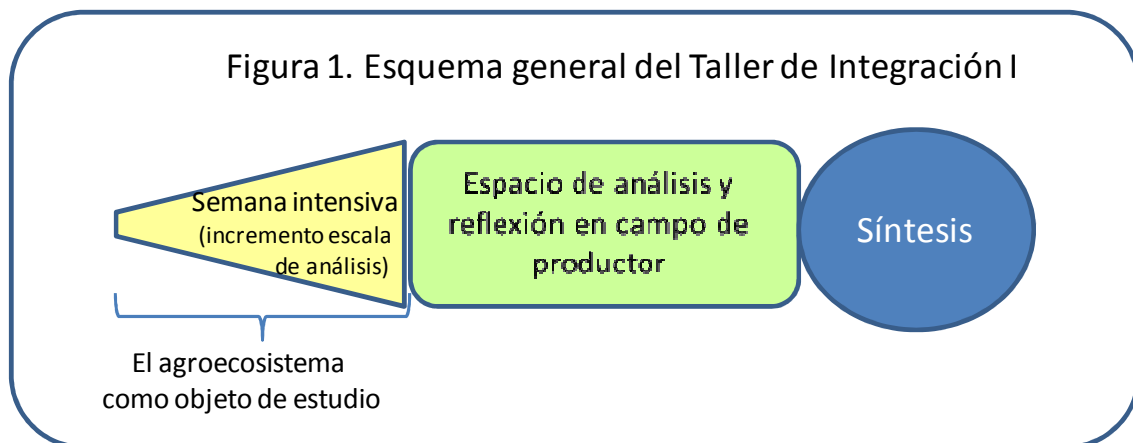 Figura 1. Esquema general del Taller de Integración I
Semana intensiva
(incremento escala
de análisis)
Espacio de análisis y
reflexión en campo de
productor
Síntesis
El agroecosistema
como objeto de estudio